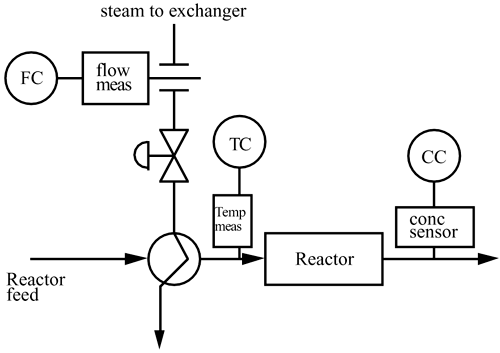 steam to exchanger
FC
flow
meas
TC
CC
Temp
meas
conc
sensor
Reactor
Reactor
feed